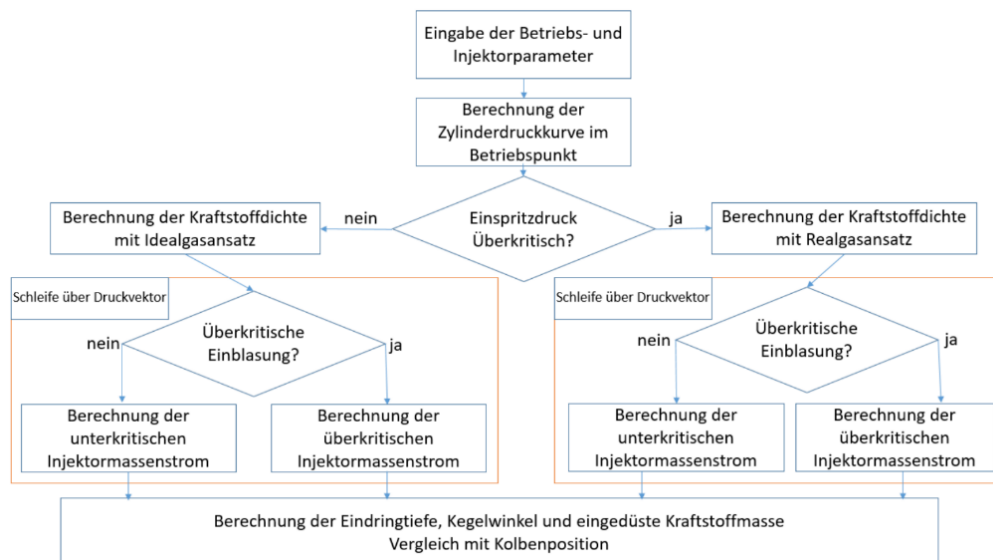 Eingabe der Betriebs- und
Injektorparameter
Berechnung der
Zylinderdruckkurve im
Betriebspunkt
Einspritzdruck
Überkritisch?
nein
ja
Berechnung der Kraftstoffdichte
mit Idealgasansatz
Berechnung der Kraftstoffdichte
mit Realgasansatz
Schleife über Druckvektor
Überkritische
Einblasung?
nein
ja
Berechnung der
unterkritischen
Injektormassenstrom
Berechnung der
überkritischen
Injektormassenstrom
Schleife über Druckvektor
Überkritische
Einblasung?
nein
ja
Berechnung der
unterkritischen
Injektormassenstrom
Berechnung der
überkritischen
Injektormassenstrom
Berechnung der Eindringtiefe, Kegelwinkel und eingedüste Kraftstoffmasse
Vergleich mit Kolbenposition